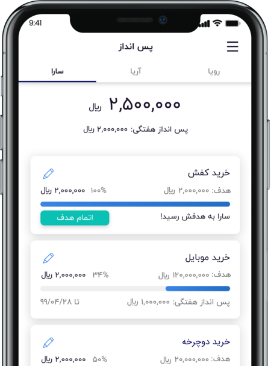 9:41
پس انداز
رویا
آریا
سارا
۲,۵۰۰,۰۰۰ ریال
پس انداز هفتگی: ۲,۰۰۰,۰۰۰ ریال
خرید کفش
هدف: ۲,۰۰۰,۰۰۰ ریال
۱۰۰% ۲,۰۰۰,۰۰۰ ریال
سارا به هدفش رسید!
اتمام هدف
خرید موبایل
هدف: ۱۲۰,۰۰۰,۰۰۰ ریال
۳۴% ۲,۰۰۰,۰۰۰ ریال
پس انداز هفتگی: ۱,۰۰۰,۰۰۰ ریال
تا ۹۹/۰۴/۲۸
خرید دوچرخه
هدف: ۲۰,۰۰۰,۰۰۰ ریال
۵۰% ۲,۰۰۰,۰۰۰ ریال